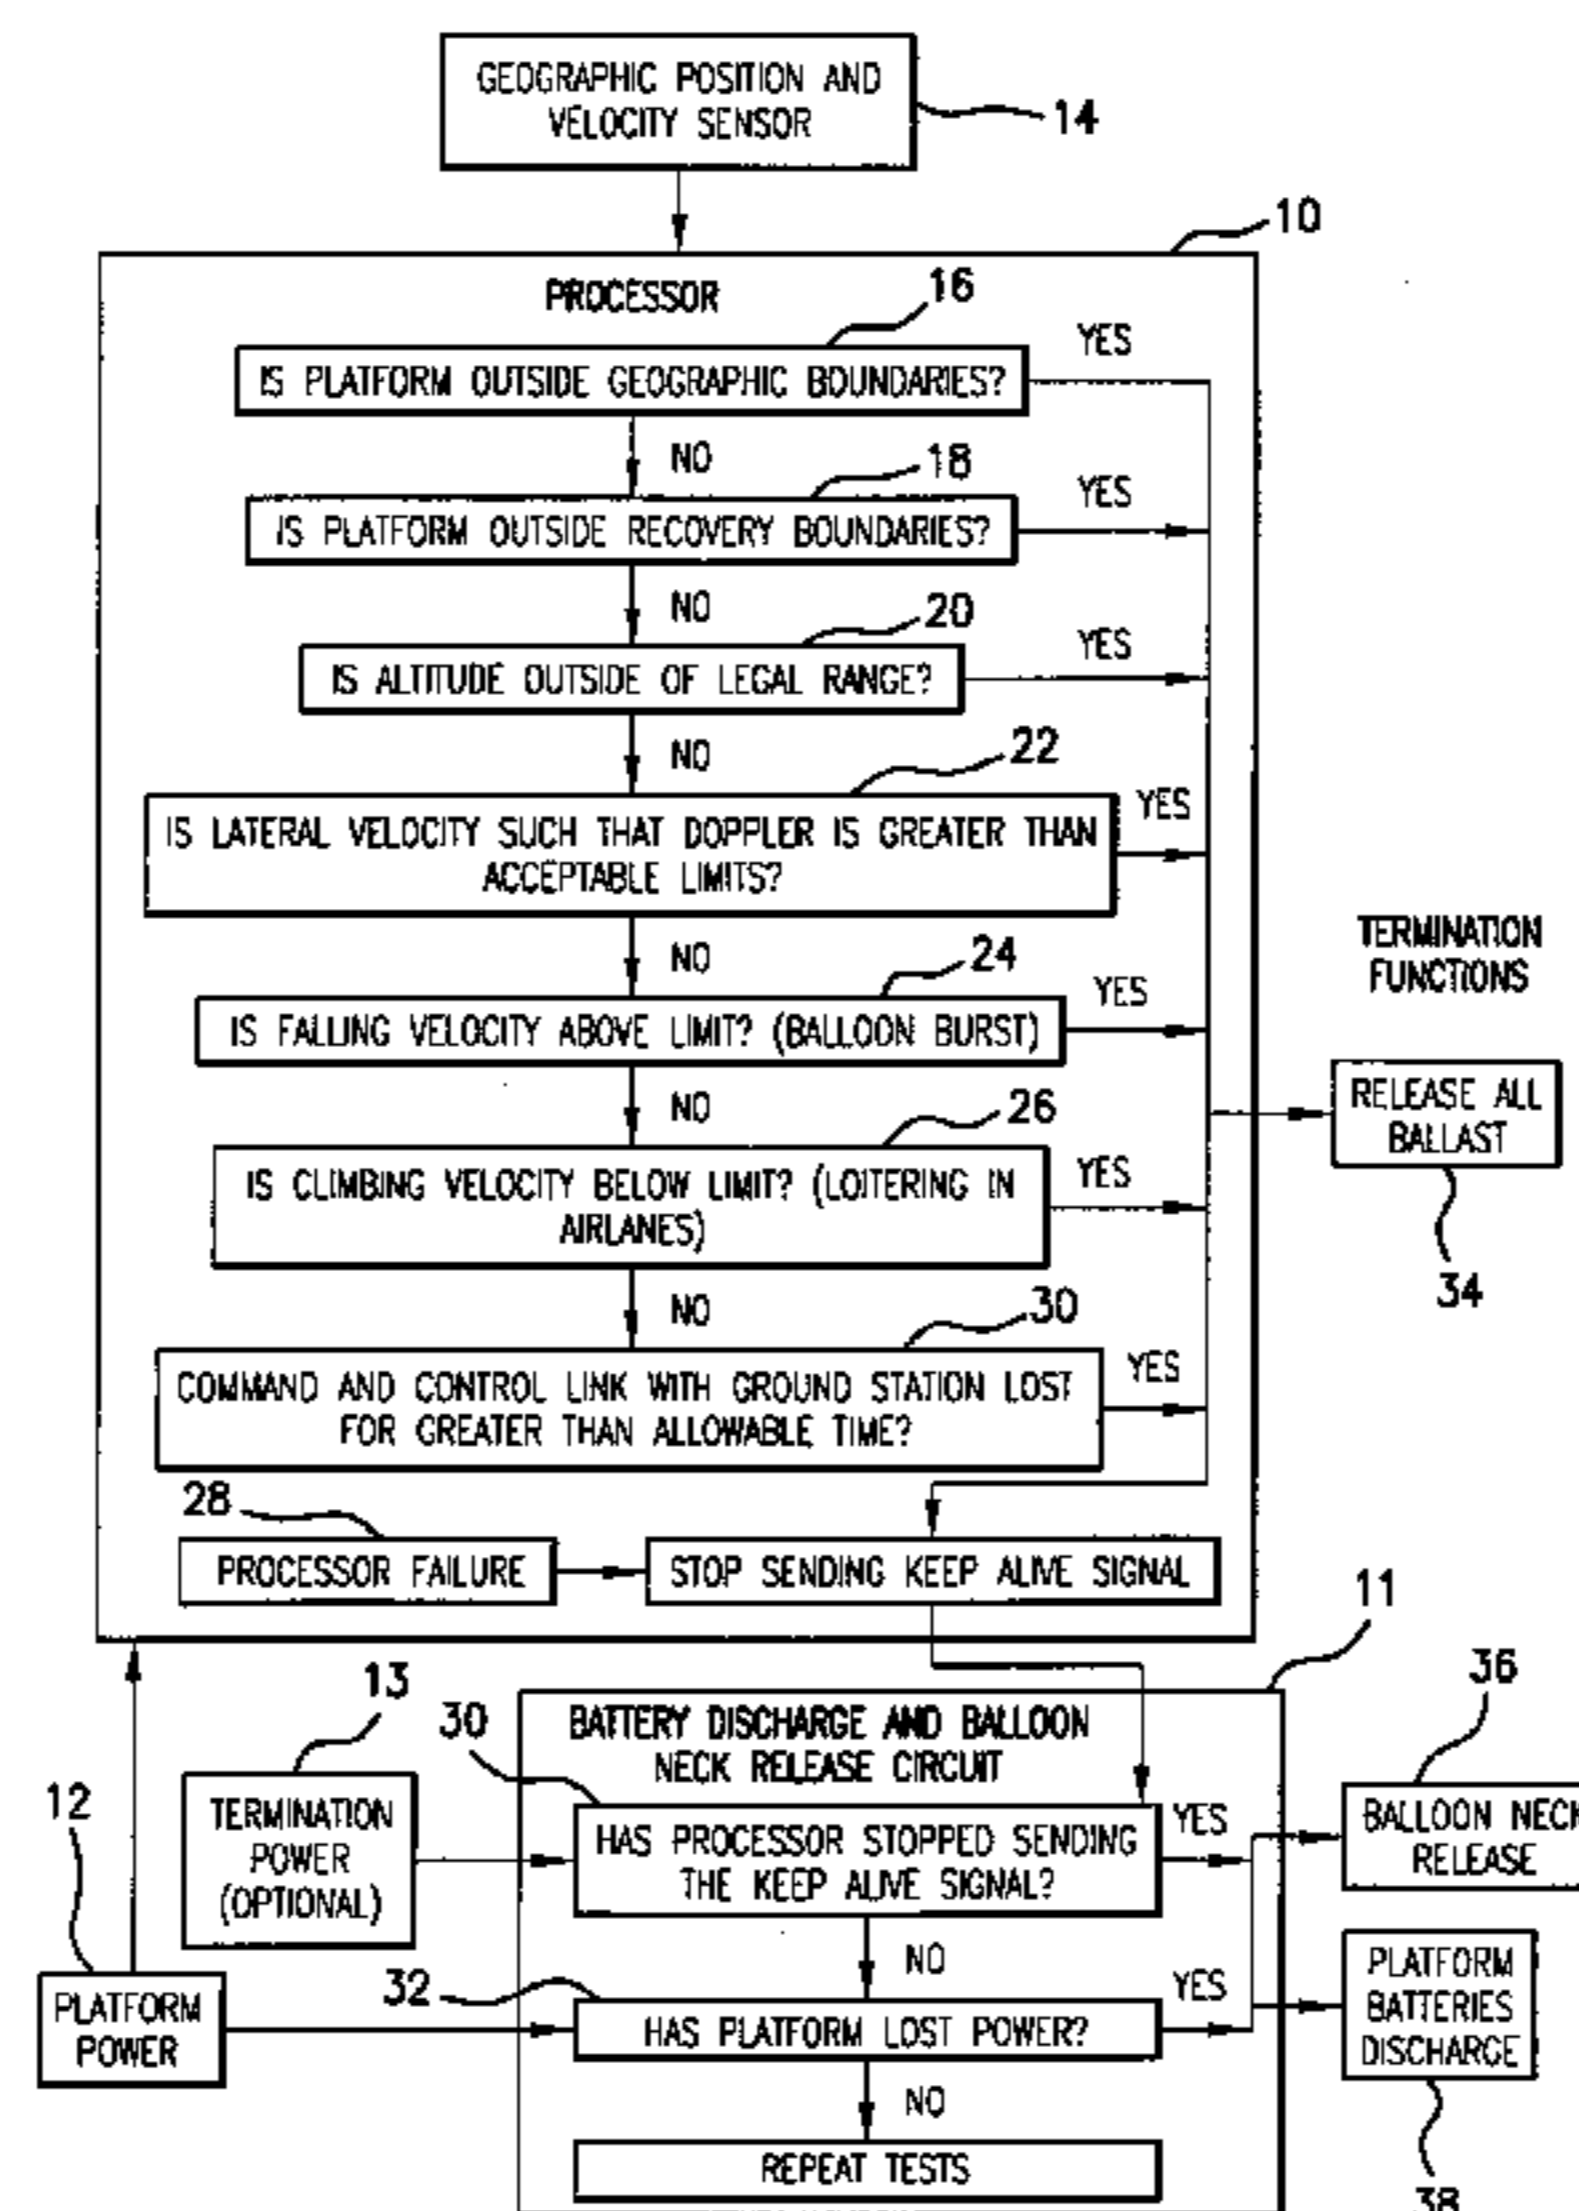 GEOGRAPHIC POSITION AND
VELOCITY SENSOR
14
10
PROCESSOR
16
YES
IS PLATFORM OUTSIDE GEOGRAPHIC BOUNDARIES?
NO
18
YES
IS PLATFORM OUTSIDE RECOVERY BOUNDARIES?
NO
20
YES
IS ALTITUDE OUTSIDE OF LEGAL RANGE?
NO
22
YES
IS LATERAL VELOCITY SUCH THAT DOPPLER IS GREATER THAN
ACCEPTABLE LIMITS?
NO
24
YES
IS FALLING VELOCITY ABOVE LIMIT? (BALLOON BURST)
NO
26
YES
IS CLIMBING VELOCITY BELOW LIMIT? (LOITERING IN
AIRLANES)
NO
30
YES
COMMAND AND CONTROL LINK WITH GROUND STATION LOST
FOR GREATER THAN ALLOWABLE TIME?
28
PROCESSOR FAILURE
STOP SENDING KEEP ALIVE SIGNAL
TERMINATION
FUNCTIONS
RELEASE ALL
BALLAST
34
11
13
30
BATTERY DISCHARGE AND BALLOON
NECK RELEASE CIRCUIT
36
12
TERMINATION
POWER
(OPTIONAL)
HAS PROCESSOR STOPPED SENDING
THE KEEP ALIVE SIGNAL?
YES
BALLOON NECK
RELEASE
NO
32
YES
PLATFORM
POWER
HAS PLATFORM LOST POWER?
PLATFORM
BATTERIES
DISCHARGE
NO
REPEAT TESTS
38